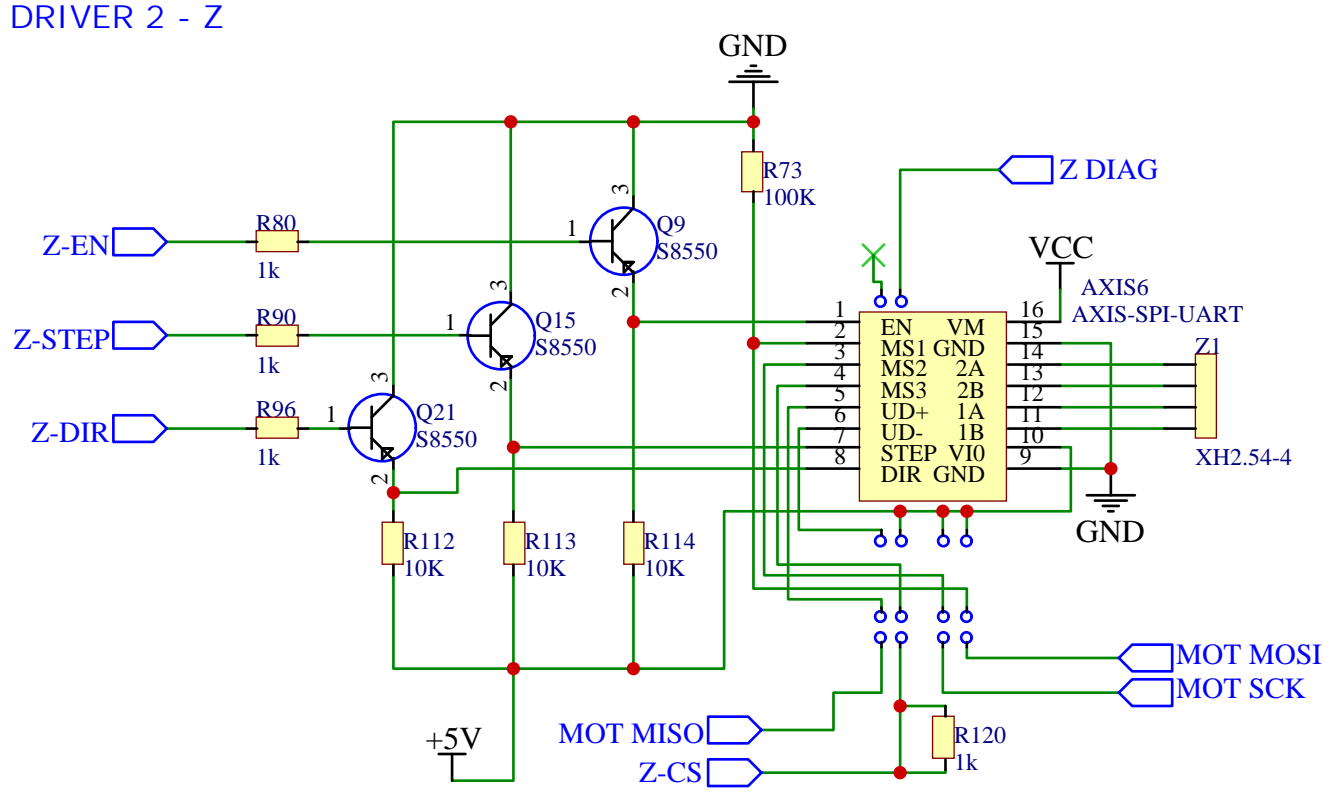 DRIVER 2 - Z
GND
R73
100K
Z DIAG
Z-EN
R80
1k
1
3
2
Q9
S8550
VCC
AXIS6
AXIS-SPI-UART
Z-STEP
R90
1k
1
3
2
Q15
S8550
Z-DIR
R96
1k
1
3
2
Q21
S8550
1
2
3
4
5
6
7
8
EN VM
MS1 GND
MS2 2A
MS3 2B
UD+ 1A
UD- 1B
STEP VI0
DIR GND
16
15
14
13
12
11
10
9
Z1
XH2.54-4
GND
R112
10K
R113
10K
R114
10K
MOT MOSI
MOT SCK
MOT MISO
Z-CS
R120
1k
+5V